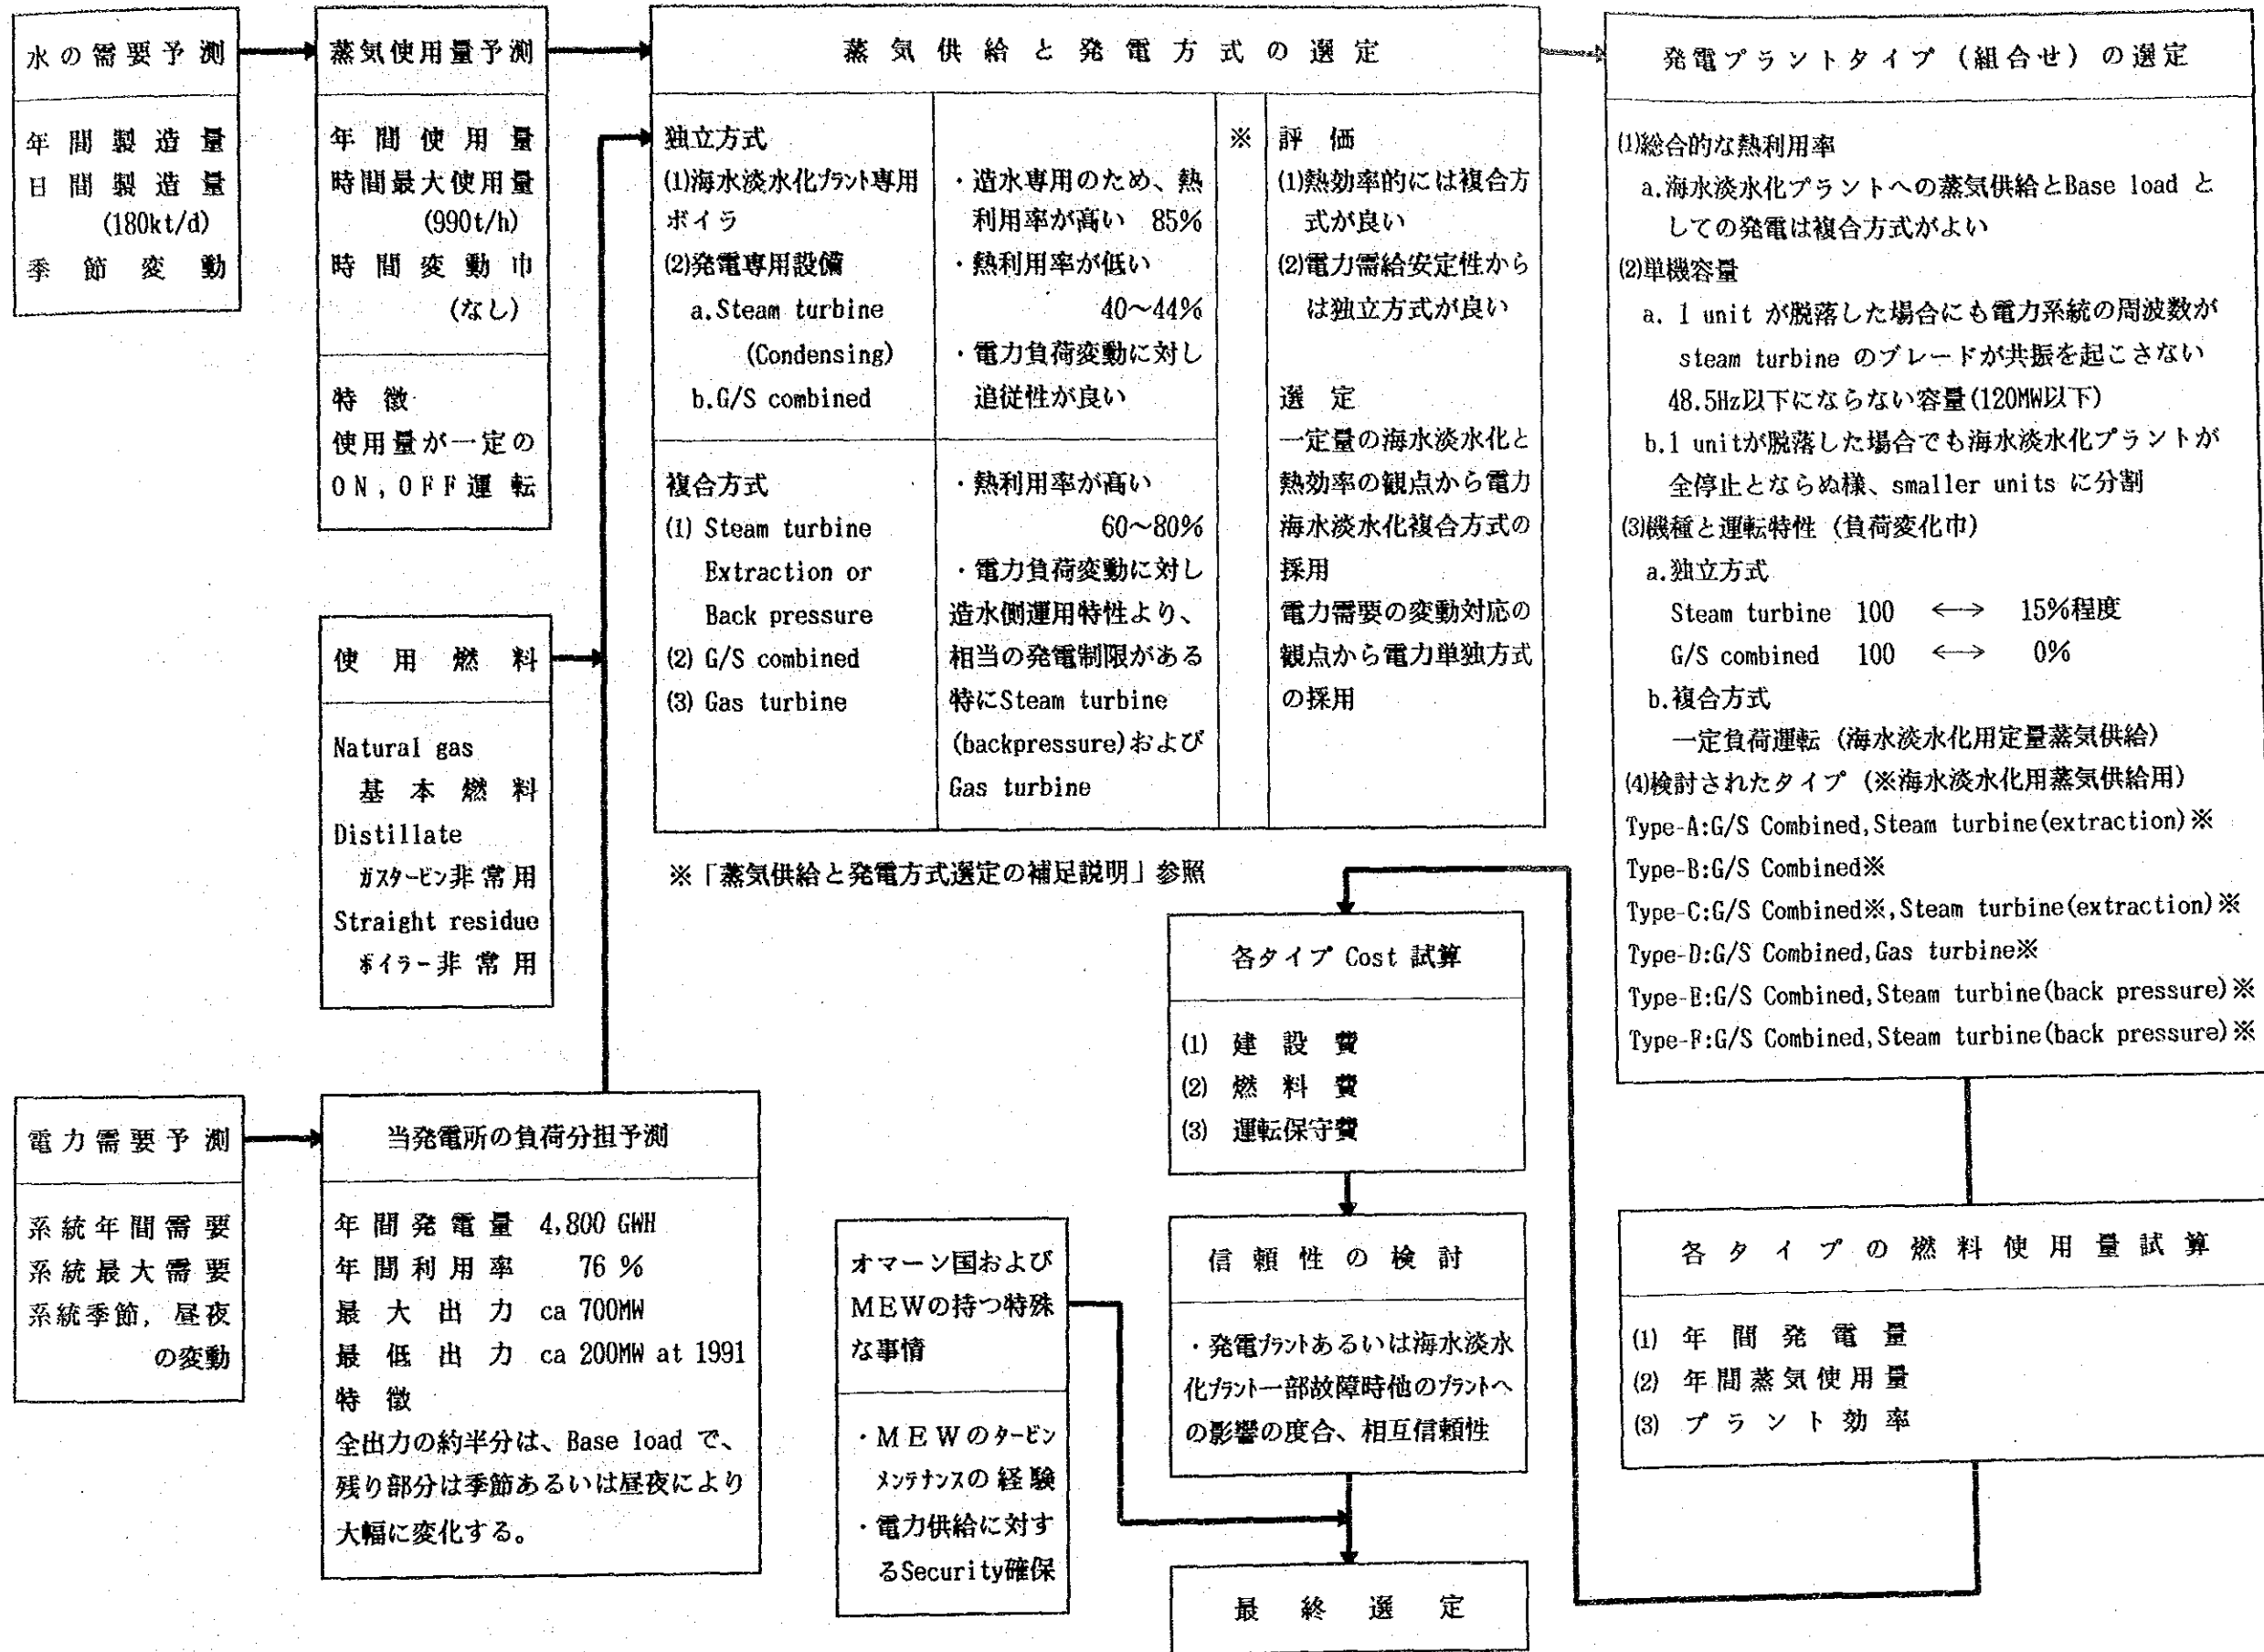 水の需要予測
年間製造量
日間製造量
(180kt/d)
季節変動
蒸気使用量予測
年間使用量
時間最大使用量
(990t/h)
時間変動巾
(なし)
特徴
使用量が一定の
ON,OFF運転
使用燃料
Natural gas
基本燃料
Distillate
ガスタービン非常用
Straight residue
ボイラー非常用
電力需要予測
系統年間需要
系統最大需要
系統季節，昼夜
の変動
当発電所の負荷分担予測
年間発電量 4,800 GWH
年間利用率 76 %
最大出力 ca 700MW
最低出力 ca 200MW at 1991
特徴
全出力の約半分は、Base load で、
残り部分は季節あるいは昼夜により
大幅に変化する。
蒸気供給と発電方式の選定
独立方式
(1)海水淡水化プラント専用
ボイラ
(2)発電専用設備
a.Steam turbine
(Condensing)
b.G/S combined
・造水専用のため、熱
利用率が高い 85%
・熱利用率が低い
40～44%
・電力負荷変動に対し
追従性が良い
複合方式
(1) Steam turbine
Extraction or
Back pressure
(2) G/S combined
(3) Gas turbine
・熱利用率が高い
60～80%
・電力負荷変動に対し
造水側運用特性より、
相当の発電制限がある
特にSteam turbine
(backpressure)および
Gas turbine
※
評価
(1)熱効率的には複合方
式が良い
(2)電力需給安定性から
は独立方式が良い
選定
一定量の海水淡水化と
熱効率の観点から電力
海水淡水化複合方式の
採用
電力需要の変動対応の
観点から電力単独方式
の採用
※「蒸気供給と発電方式選定の補足説明」参照
発電プラントタイプ（組合せ）の選定
(1)総合的な熱利用率
a.海水淡水化プラントへの蒸気供給とBase load と
しての発電は複合方式がよい
(2)単機容量
a. 1 unit が脱落した場合にも電力系統の周波数が
steam turbine のブレードが共振を起こさない
48.5Hz以下にならない容量(120MW以下)
b.1 unitが脱落した場合でも海水淡水化プラントが
全停止とならぬ様、smaller units に分割
(3)機種と運転特性（負荷変化巾）
a.独立方式
Steam turbine 100 ←→ 15%程度
G/S combined 100 ←→ 0%
b.複合方式
一定負荷運転（海水淡水化用定量蒸気供給）
(4)検討されたタイプ（※海水淡水化用蒸気供給用）
Type-A:G/S Combined,Steam turbine(extraction)※
Type-B:G/S Combined※
Type-C:G/S Combined※,Steam turbine(extraction)※
Type-D:G/S Combined,Gas turbine※
Type-E:G/S Combined,Steam turbine(back pressure)※
Type-F:G/S Combined,Steam turbine(back pressure)※
各タイプの燃料使用量試算
(1) 年間発電量
(2) 年間蒸気使用量
(3) プラント効率
各タイプ Cost 試算
(1) 建設費
(2) 燃料費
(3) 運転保守費
信頼性の検討
・発電プラントあるいは海水淡水
化プラント一部故障時他のプラントへ
の影響の度合、相互信頼性
オマーン国および
MEWの持つ特殊
な事情
・MEWのタービン
メンテナンスの経験
・電力供給に対す
るSecurity確保
最終選定